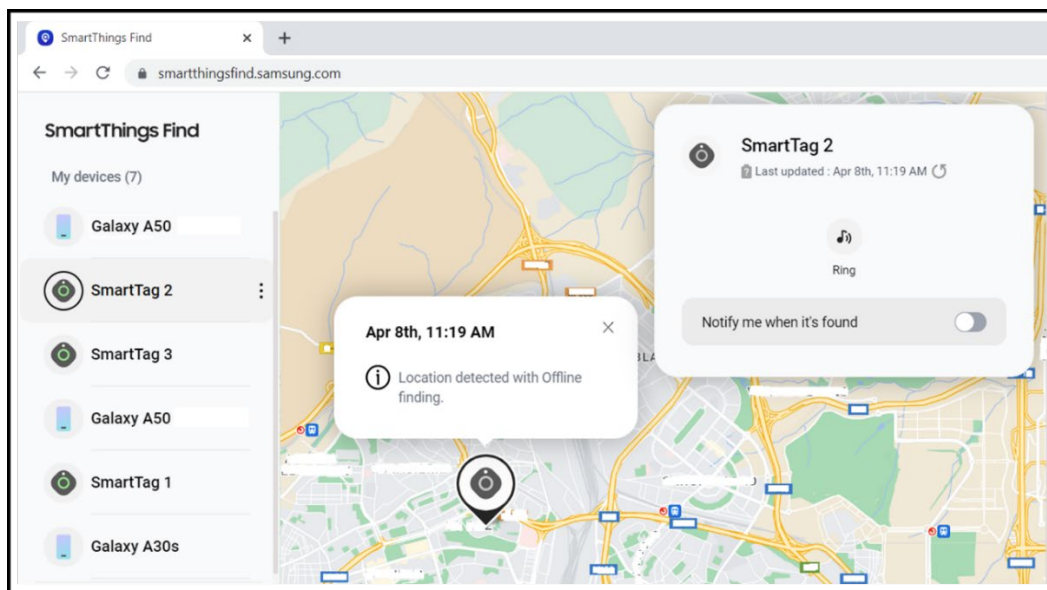 SmartThings Find
smartthingsfind.samsung.com
SmartThings Find
My devices (7)
Galaxy A50
SmartTag 2
SmartTag 3
Galaxy A50
SmartTag 1
Galaxy A30s
Apr 8th, 11:19 AM
Location detected with Offline
finding.
SmartTag 2
Last updated : Apr 8th, 11:19 AM
Ring
Notify me when it's found